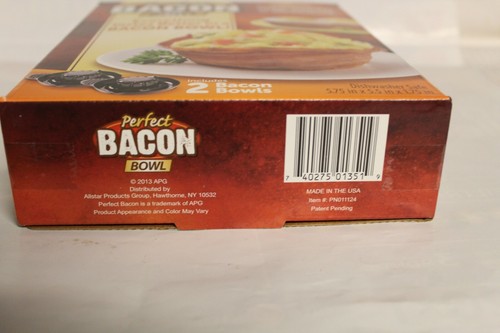 BACON
BACON BOWL!
includes
2 Bacon
Bowls
Dishwasher Safe
Perfect
BACON
BOWL
© 2013 APG
Distributed by
Allstar Products Group, Hawthorne, NY 10532
Perfect Bacon is a trademark of APG
Product Appearance and Color May Vary
7 40275 01351 9
MADE IN THE USA
Item #: PN011124
Patent Pending